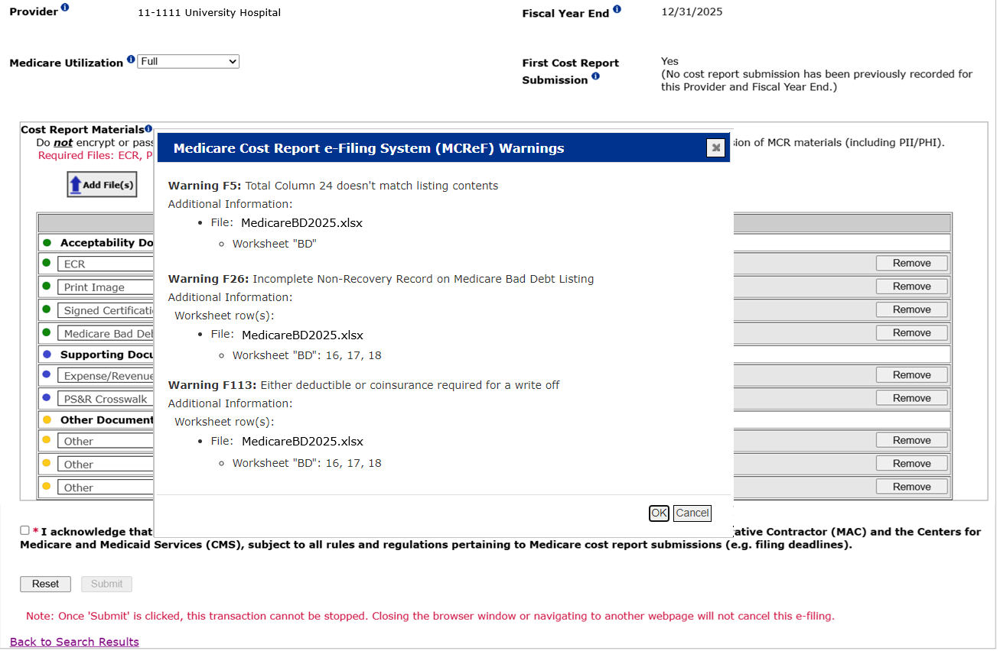 Provider 11-1111 University Hospital Fiscal Year End 12/31/2025
Medicare Utilization Full First Cost Report Submission Yes
(No cost report submission has been previously recorded for
this Provider and Fiscal Year End.)
Cost Report Materials
Do not encrypt or pas sion of MCR materials (including PII/PHI).
Required Files: ECR, P
Add File(s)
Medicare Cost Report e-Filing System (MCReF) Warnings
Warning F5: Total Column 24 doesn't match listing contents
Additional Information:
• File: MedicareBD2025.xlsx
◦ Worksheet "BD"
Warning F26: Incomplete Non-Recovery Record on Medicare Bad Debt Listing
Additional Information:
Worksheet row(s):
• File: MedicareBD2025.xlsx
◦ Worksheet "BD": 16, 17, 18
Warning F113: Either deductible or coinsurance required for a write off
Additional Information:
Worksheet row(s):
• File: MedicareBD2025.xlsx
◦ Worksheet "BD": 16, 17, 18
OK Cancel
Acceptability Do
ECR Remove
Print Image Remove
Signed Certificati Remove
Medicare Bad Deb Remove
Supporting Docu
Expense/Revenue Remove
PS&R Crosswalk Remove
Other Document
Other Remove
Other Remove
Other Remove
* I acknowledge that ative Contractor (MAC) and the Centers for
Medicare and Medicaid Services (CMS), subject to all rules and regulations pertaining to Medicare cost report submissions (e.g. filing deadlines).
Reset Submit
Note: Once 'Submit' is clicked, this transaction cannot be stopped. Closing the browser window or navigating to another webpage will not cancel this e-filing.
Back to Search Results